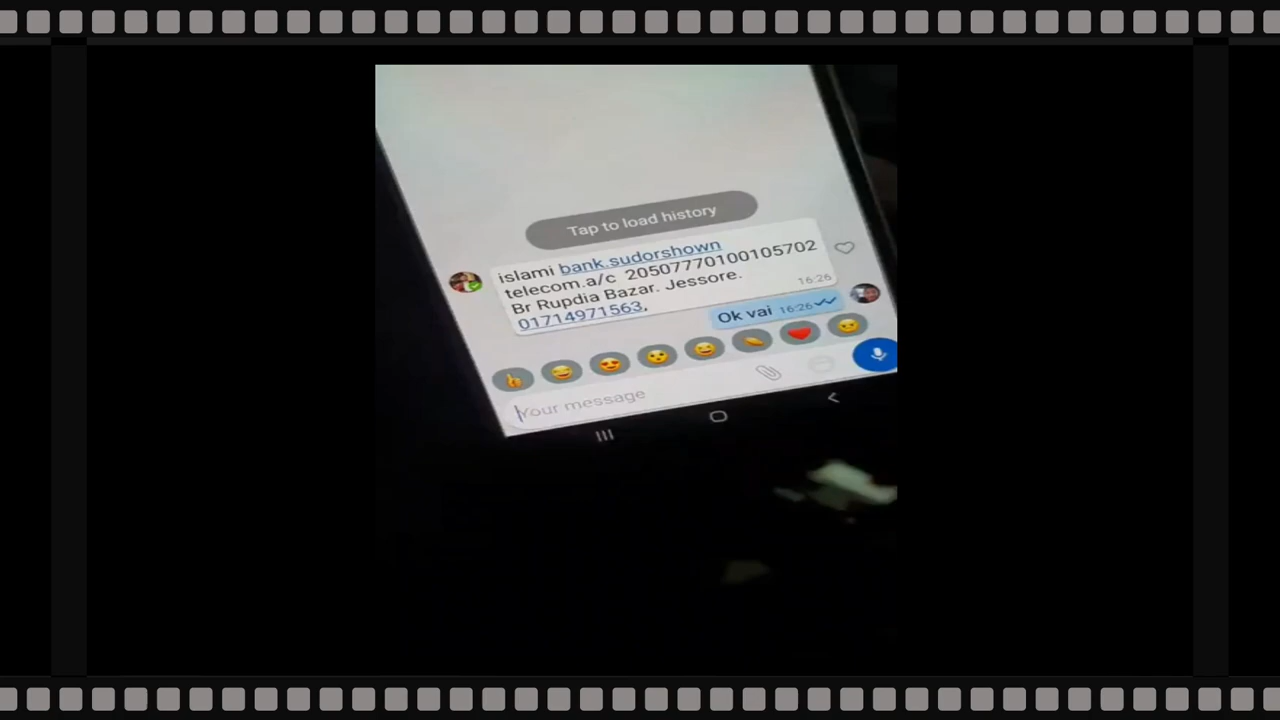 Tap to load history
islami bank.sudorshown
telecom.a/c 20507770100105702
Br Rupdia Bazar. Jessore.
01714971563,
16:26
Ok vai 16:26
Your message